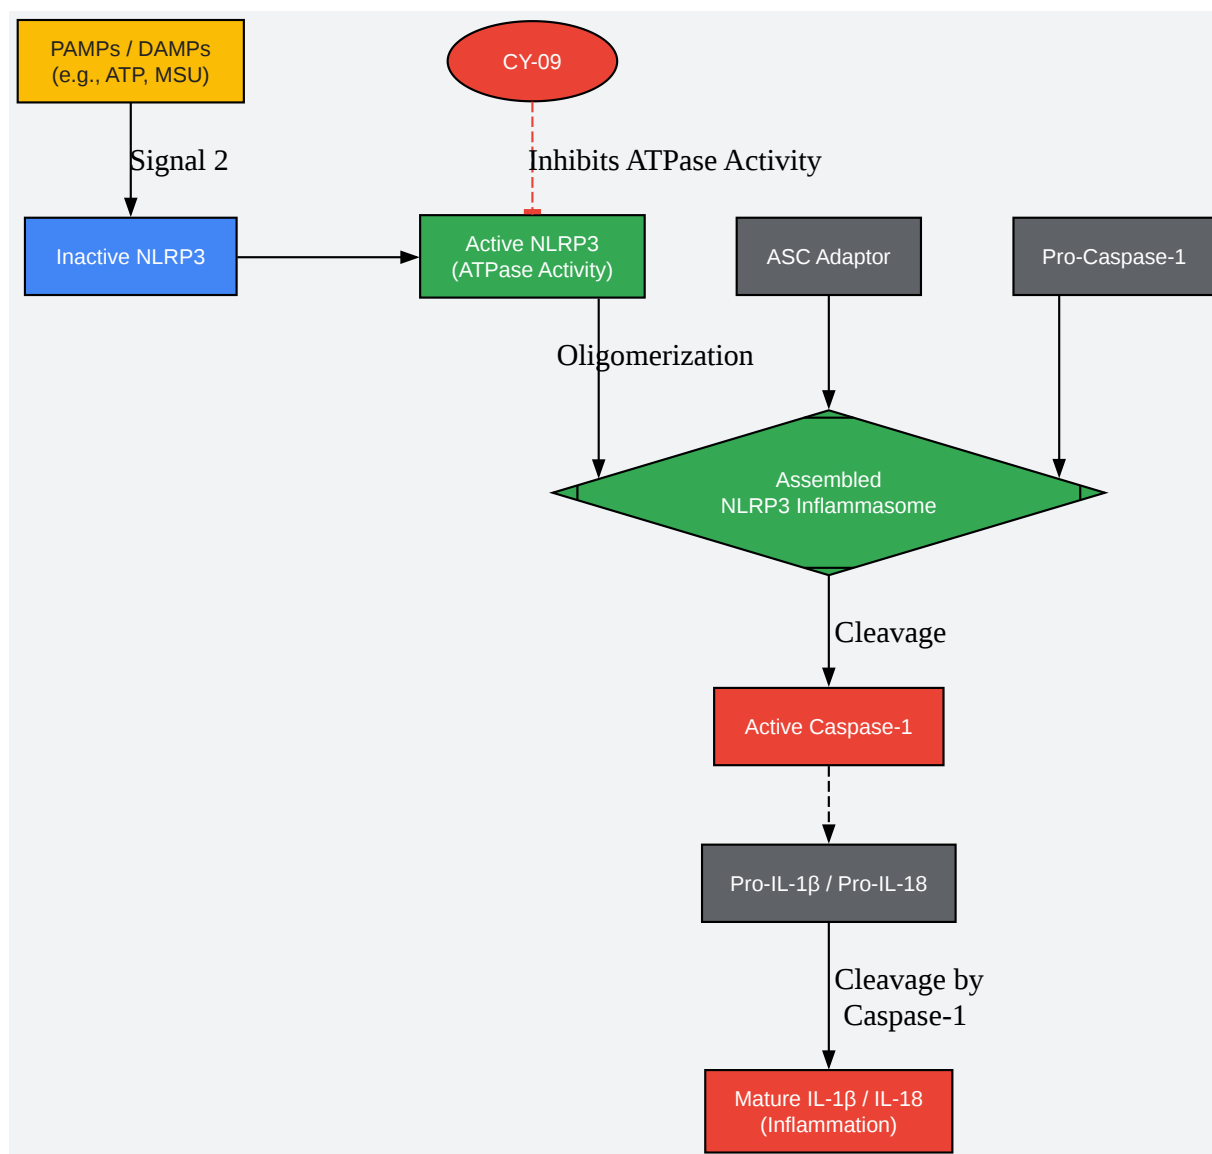 PAMPs / DAMPs
(e.g., ATP, MSU)
CY-09
Signal 2
Inhibits ATPase Activity
Inactive NLRP3
Active NLRP3
(ATPase Activity)
ASC Adaptor
Pro-Caspase-1
Oligomerization
Assembled
NLRP3 Inflammasome
Cleavage
Active Caspase-1
Pro-IL-1β / Pro-IL-18
Cleavage by
Caspase-1
Mature IL-1β / IL-18
(Inflammation)